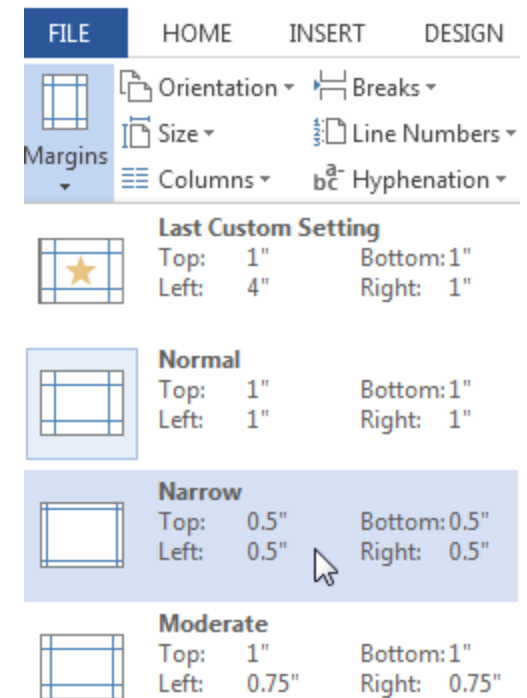 FILE HOME INSERT DESIGN
Orientation Breaks
Size Line Numbers
Margins
Columns Hyphenation
Last Custom Setting
Top: 1" Bottom: 1"
Left: 4" Right: 1"
Normal
Top: 1" Bottom: 1"
Left: 1" Right: 1"
Narrow
Top: 0.5" Bottom: 0.5"
Left: 0.5" Right: 0.5"
Moderate
Top: 1" Bottom: 1"
Left: 0.75" Right: 0.75"